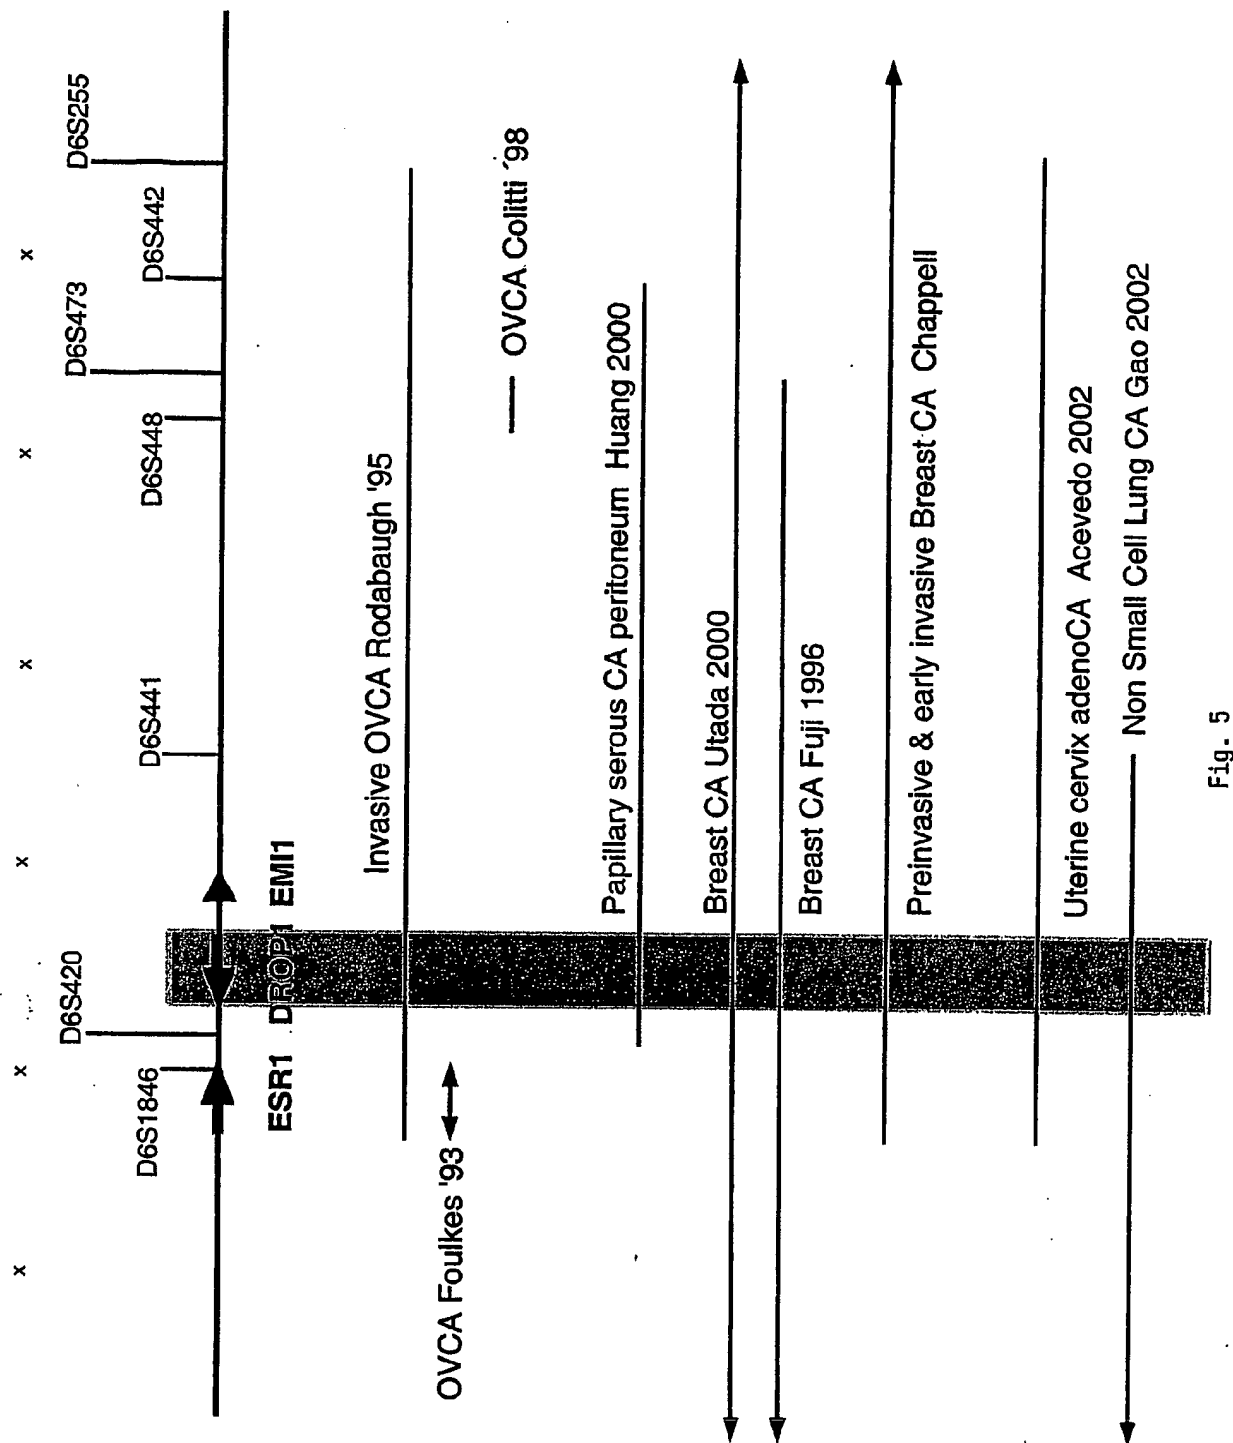 x x x x x x
D6S1846
D6S420
D6S441
D6S448
D6S473
D6S442
D6S255
ESR1 DROP1 EMI1
Invasive OVCA Rodabaugh '95
OVCA Foulkes '93
OVCA Colitti '98
Papillary serous CA peritoneum Huang 2000
Breast CA Utada 2000
Breast CA Fuji 1996
Preinvasive & early invasive Breast CA Chappell
Uterine cervix adenoCA Acevedo 2002
Non Small Cell Lung CA Gao 2002
Fig. 5